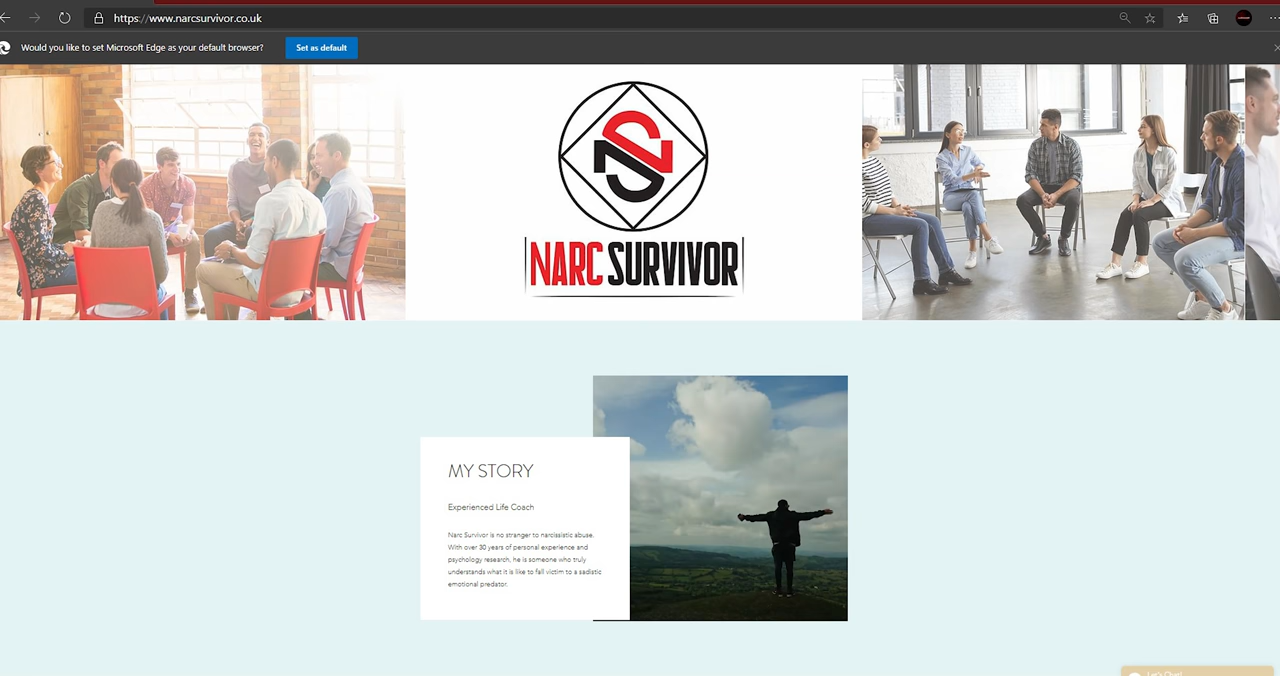 https://www.narcsurvivor.co.uk
Would you like to set Microsoft Edge as your default browser?
Set as default
NARC SURVIVOR
MY STORY
Experienced Life Coach
Narc Survivor is no stranger to narcissistic abuse.
With over 30 years of personal experience and
psychology research, he is someone who truly
understands what it is like to fall victim to a sadistic
emotional predator.
Let's Chat!